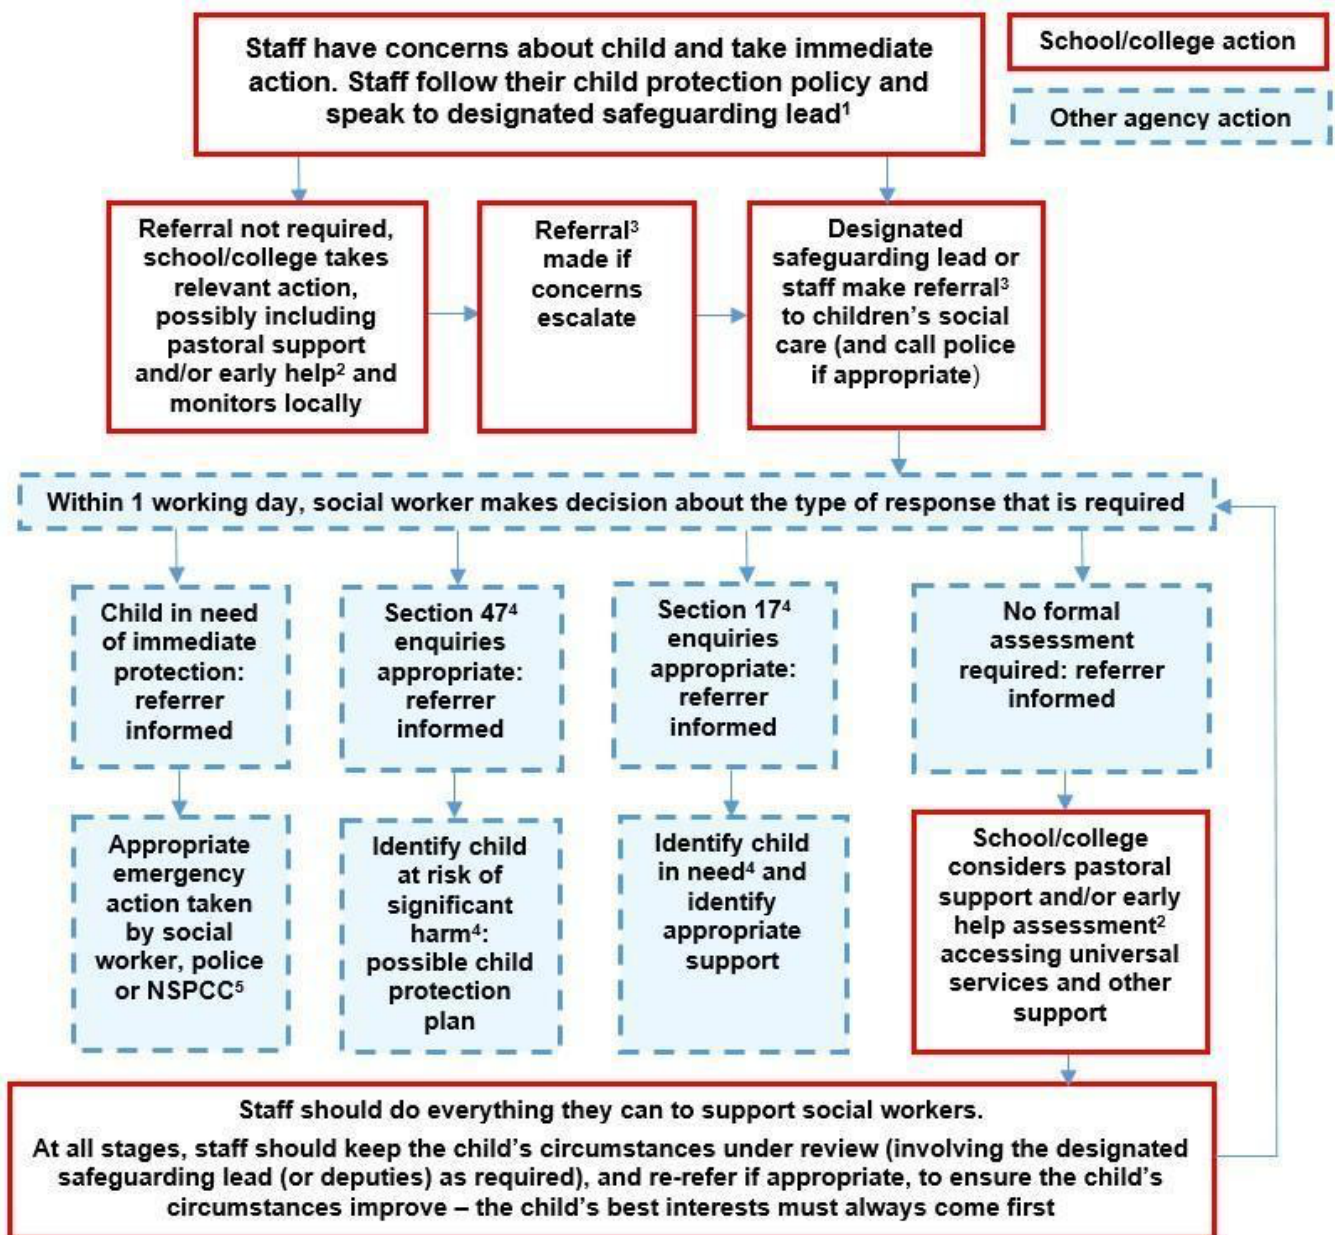 Staff have concerns about child and take immediate
action. Staff follow their child protection policy and
speak to designated safeguarding lead¹
School/college action
Other agency action
Referral not required,
school/college takes
relevant action,
possibly including
pastoral support
and/or early help² and
monitors locally
Referral³
made if
concerns
escalate
Designated
safeguarding lead or
staff make referral³
to children’s social
care (and call police
if appropriate)
Within 1 working day, social worker makes decision about the type of response that is required
Child in need
of immediate
protection:
referrer
informed
Section 47⁴
enquiries
appropriate:
referrer
informed
Section 17⁴
enquiries
appropriate:
referrer
informed
No formal
assessment
required: referrer
informed
Appropriate
emergency
action taken
by social
worker, police
or NSPCC⁵
Identify child
at risk of
significant
harm⁴:
possible child
protection
plan
Identify child
in need⁴ and
identify
appropriate
support
School/college
considers pastoral
support and/or early
help assessment²
accessing universal
services and other
support
Staff should do everything they can to support social workers.
At all stages, staff should keep the child’s circumstances under review (involving the designated
safeguarding lead (or deputies) as required), and re-refer if appropriate, to ensure the child’s
circumstances improve – the child’s best interests must always come first